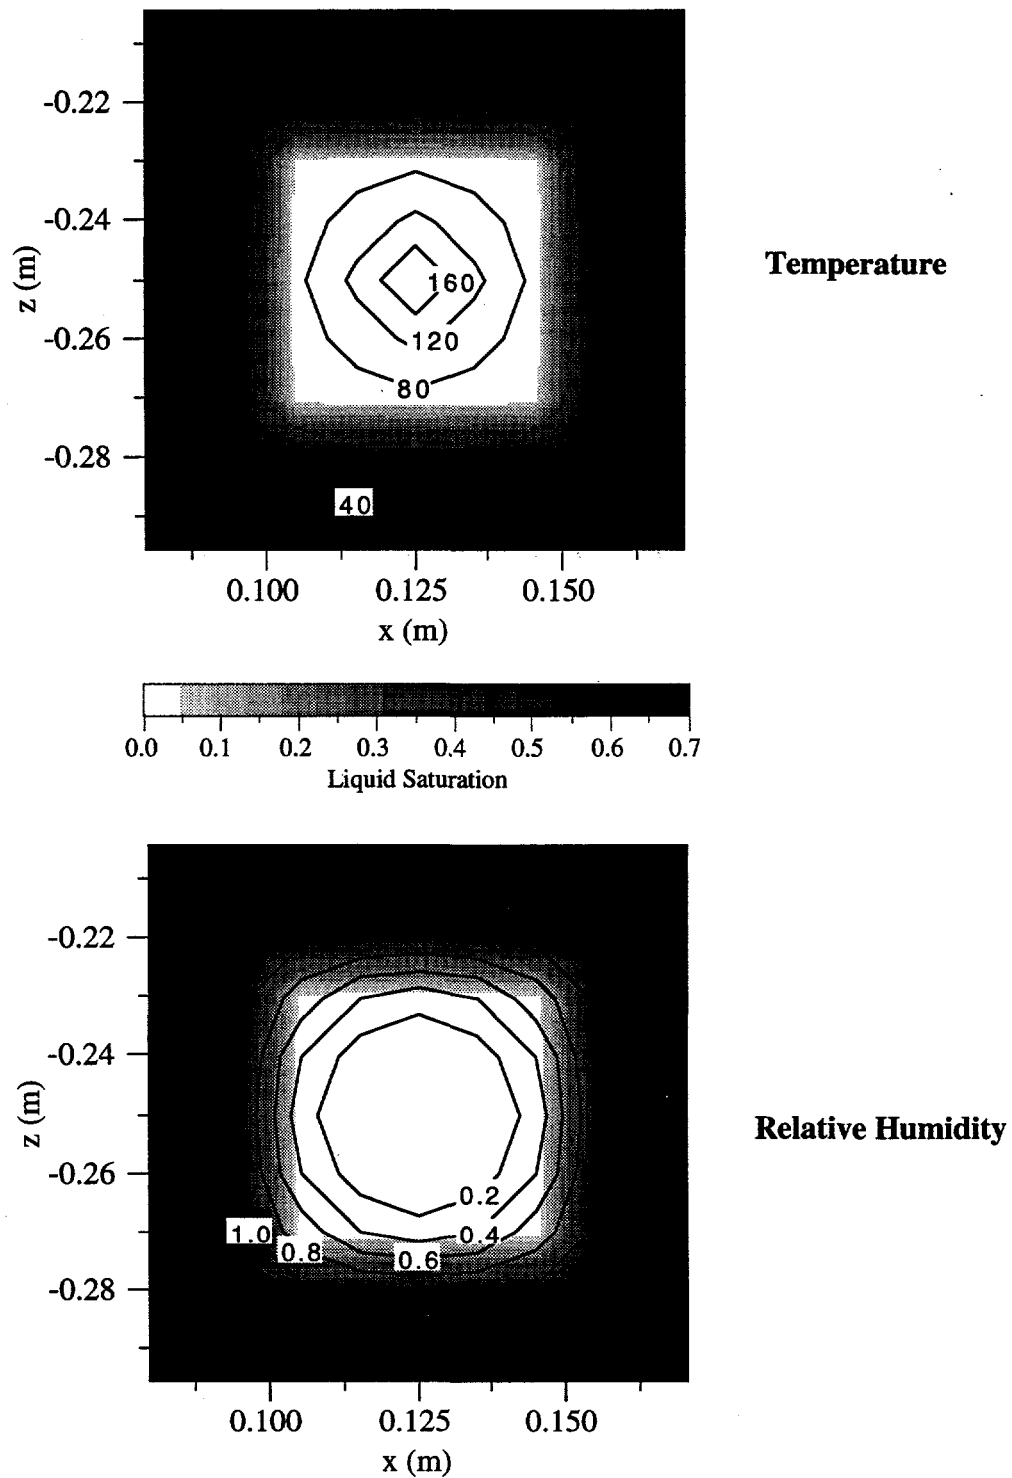 -0.22
-0.24
z (m)
-0.26
-0.28
160
120
80
40
Temperature
0.100 0.125 0.150
x (m)
0.0 0.1 0.2 0.3 0.4 0.5 0.6 0.7
Liquid Saturation
-0.22
-0.24
z (m)
-0.26
-0.28
Relative Humidity
0.2
0.4
1.0 0.8 0.6
0.100 0.125 0.150
x (m)